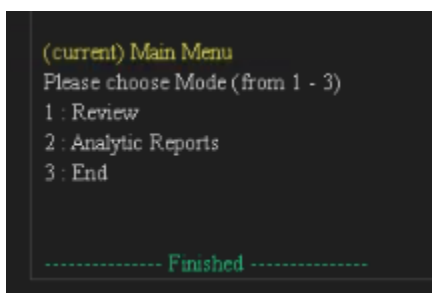 (current) Main Menu
Please choose Mode (from 1 - 3)
1 : Review
2 : Analytic Reports
3 : End
--------------- Finished ---------------